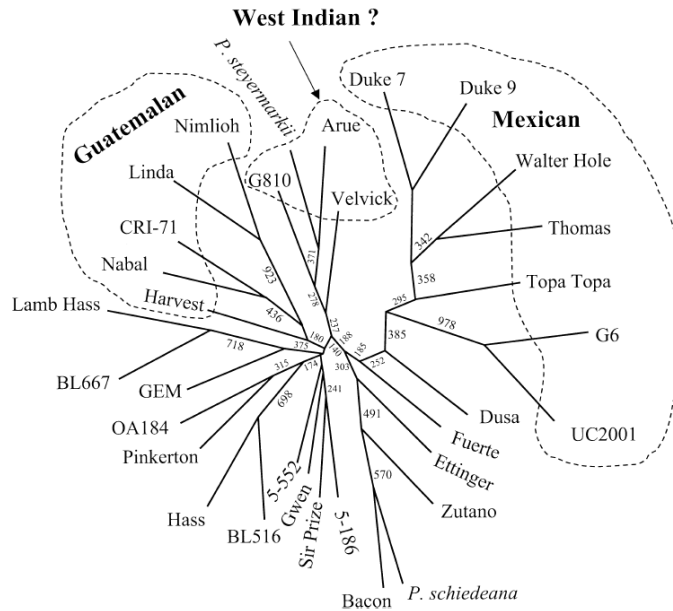 West Indian ?
P. steyermarkii
Duke 7
Duke 9
Guatemalan
Nimlioh
Arue
Mexican
Linda
G810
Walter Hole
Velvick
CRI-71
Thomas
Nabal
Topa Topa
Harvest
Lamb Hass
G6
BL667
GEM
Dusa
UC2001
OA184
Fuerte
Pinkerton
Ettinger
Hass
BL516
5-552
Gwen
Sir Prize
5-186
Zutano
Bacon
P. schiedeana
342
371
358
923
278
295
436
237
978
180
188
385
375
140
185
718
303
252
315
174
241
698
491
570